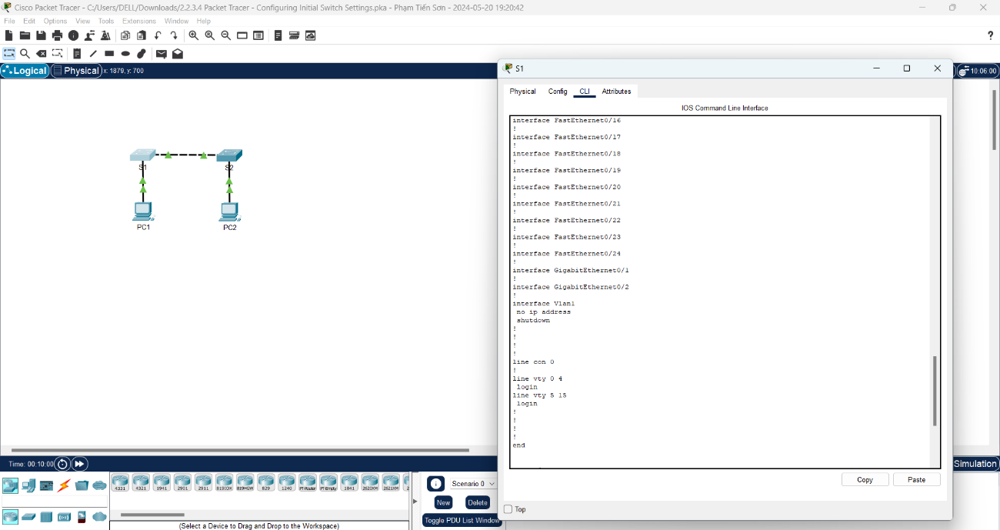 Cisco Packet Tracer - C:/Users/DELL/Downloads/2.2.3.4 Packet Tracer - Configuring Initial Switch Settings.pka - Phạm Tiến Sơn - 2024-05-20 19:20:42
File Edit Options View Tools Extensions Window Help
Logical Physical x: 1879, y: 700
10:06:00
S1
S2
PC1
PC2
S1
Physical Config CLI Attributes
IOS Command Line Interface
interface FastEthernet0/16
!
interface FastEthernet0/17
!
interface FastEthernet0/18
!
interface FastEthernet0/19
!
interface FastEthernet0/20
!
interface FastEthernet0/21
!
interface FastEthernet0/22
!
interface FastEthernet0/23
!
interface FastEthernet0/24
!
interface GigabitEthernet0/1
!
interface GigabitEthernet0/2
!
interface Vlan1
no ip address
shutdown
!
!
!
!
line con 0
!
line vty 0 4
login
line vty 5 15
login
!
!
!
!
end
Copy Paste
Top
Time: 00:10:00
Simulation
4331 4321 1941 2901 2911 819IOX 819HGW 829 1240 PT-Router PT-Empty 1841 2620XM 2621XM
Scenario 0
New Delete
Toggle PDU List Window
(Select a Device to Drag and Drop to the Workspace)